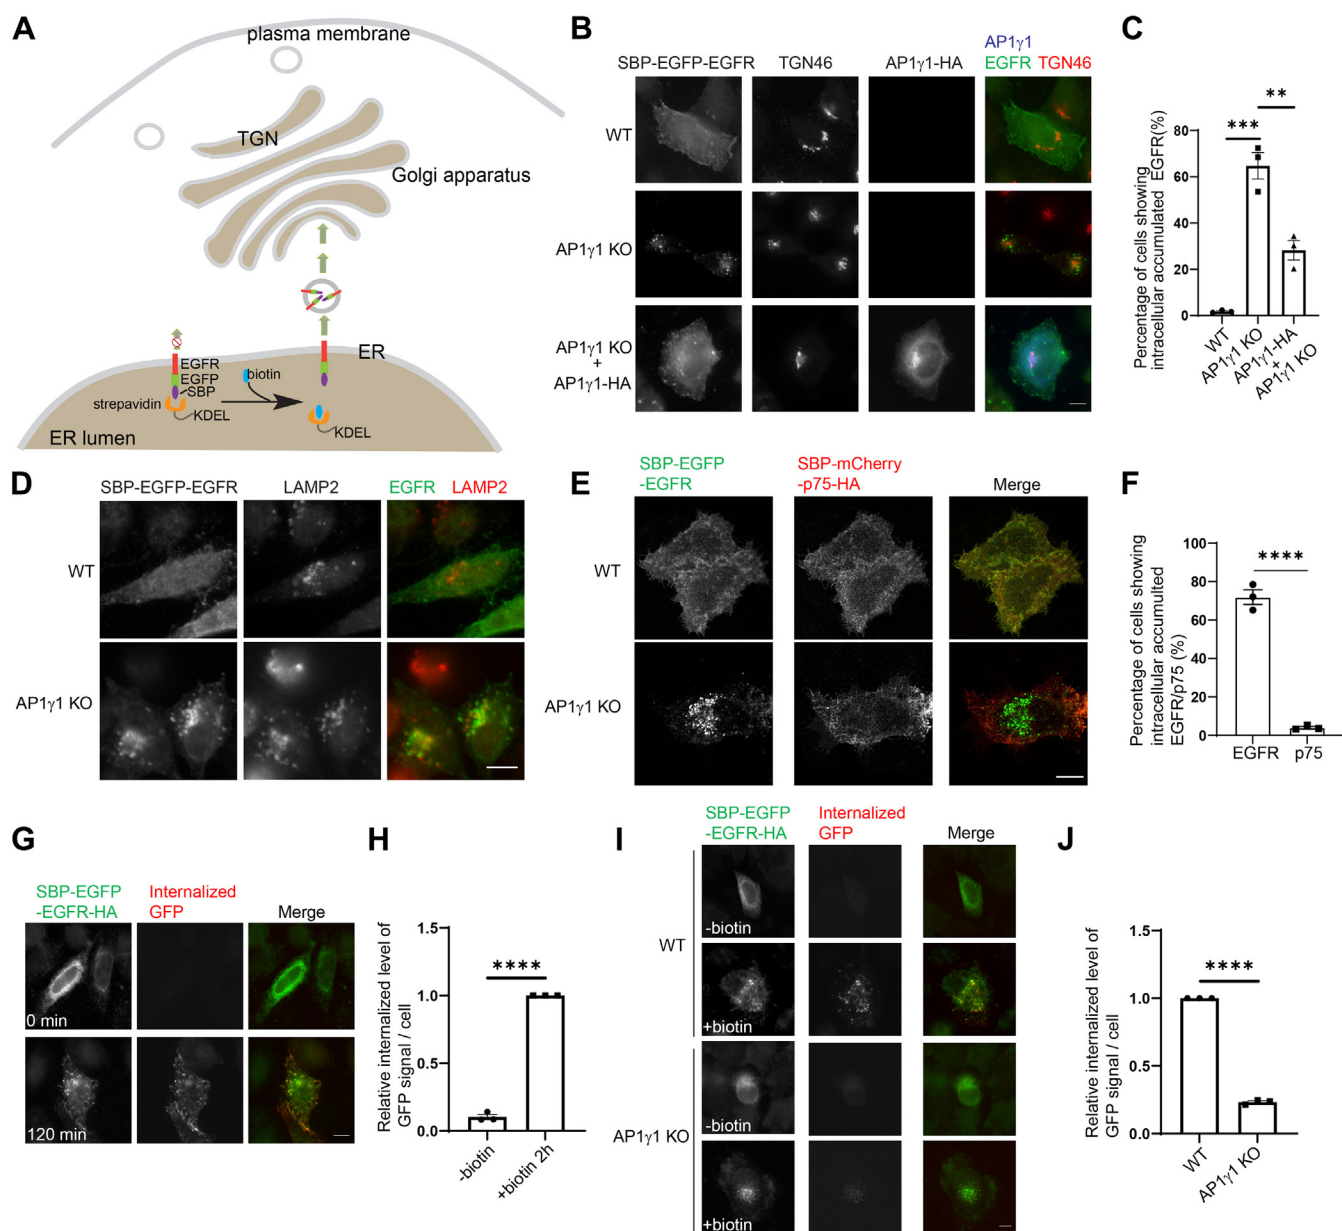 A
plasma membrane
TGN
Golgi apparatus
ER
EGFR
EGFP
SBP
biotin
strepavidin
KDEL
KDEL
ER lumen
B
SBP-EGFP-EGFR
TGN46
AP1γ1-HA
AP1γ1
EGFR TGN46
WT
AP1γ1 KO
AP1γ1 KO
+
AP1γ1-HA
C
Percentage of cells showing
intracellular accumulated EGFR(%)
80
60
40
20
0
***
**
WT
AP1γ1 KO
AP1γ1-HA
+
AP1γ1 KO
D
SBP-EGFP-EGFR
LAMP2
EGFR LAMP2
WT
AP1γ1 KO
E
SBP-EGFP
-EGFR
SBP-mCherry
-p75-HA
Merge
WT
AP1γ1 KO
F
Percentage of cells showing
intracellular accumulted
EGFR/p75 (%)
100
80
60
40
20
0
****
EGFR
p75
G
SBP-EGFP
-EGFR-HA
Internalized
GFP
Merge
0 min
120 min
H
Relative internalized level of
GFP signal / cell
1.5
1.0
0.5
0.0
****
-biotin
+biotin 2h
I
SBP-EGFP
-EGFR-HA
Internalized
GFP
Merge
WT
-biotin
+biotin
AP1γ1 KO
-biotin
+biotin
J
Relative internalized level of
GFP signal / cell
1.5
1.0
0.5
0.0
****
WT
AP1γ1 KO